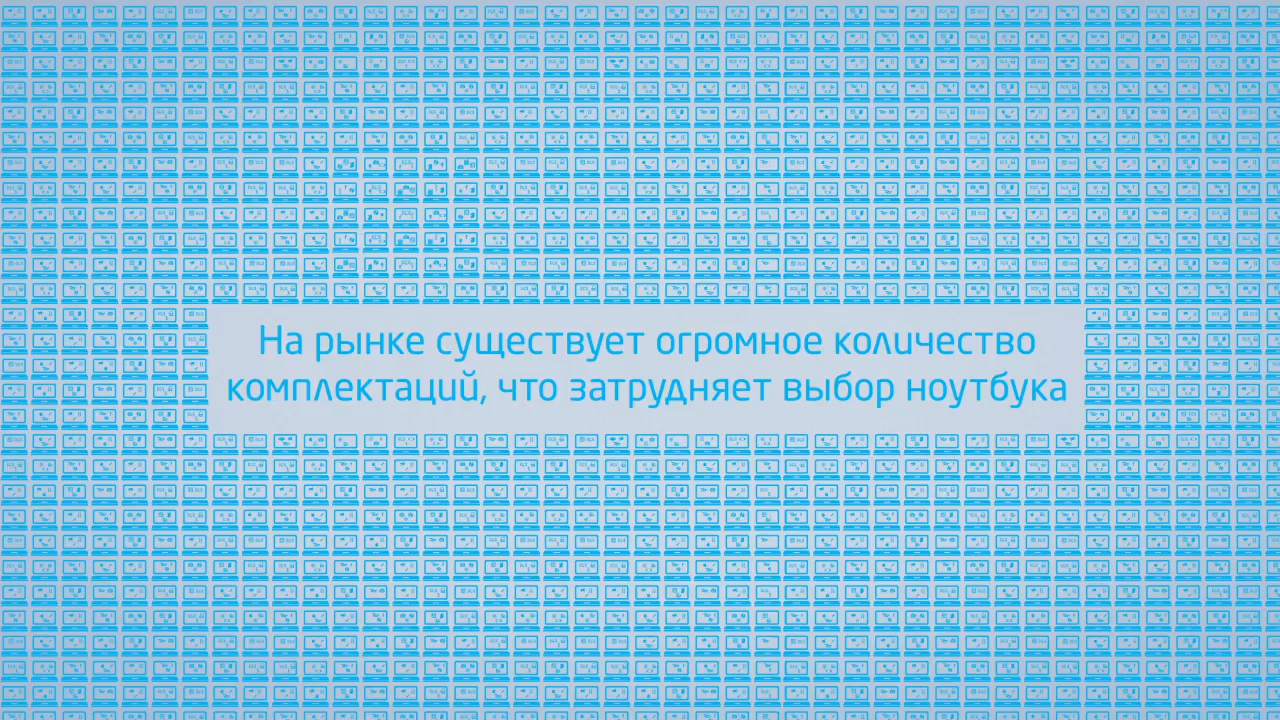 На рынке существует огромное количество
комплектаций, что затрудняет выбор ноутбука